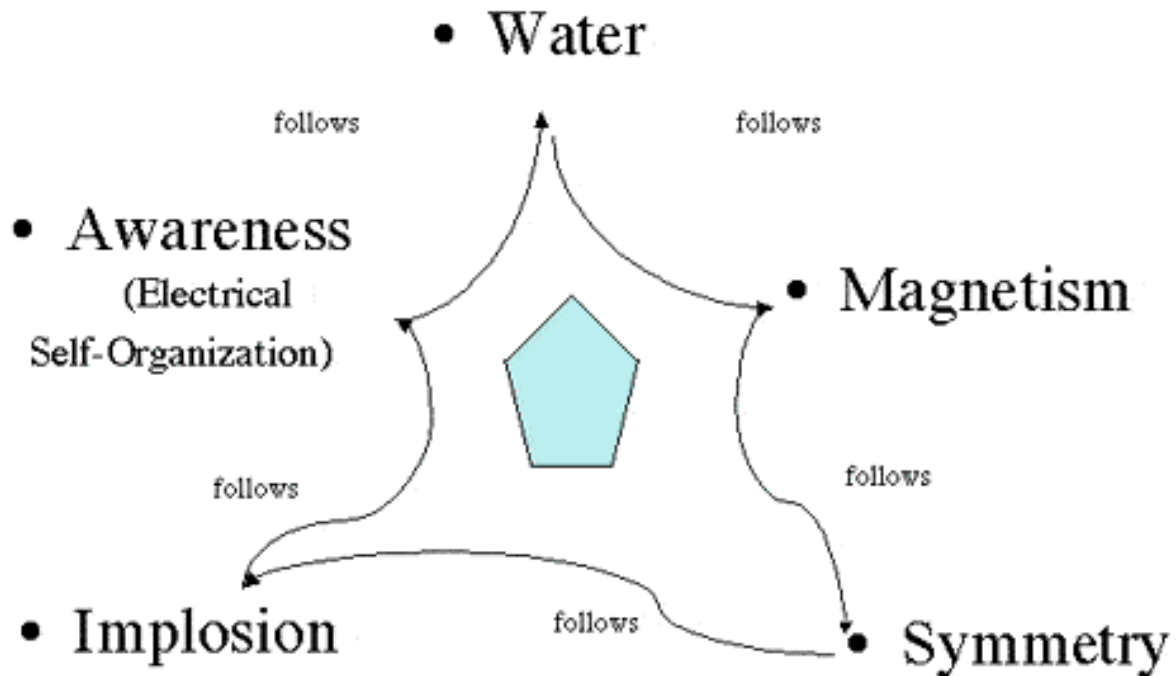 • Water
follows
follows
• Awareness
(Electrical
Self-Organization)
• Magnetism
follows
follows
• Implosion
follows
• Symmetry